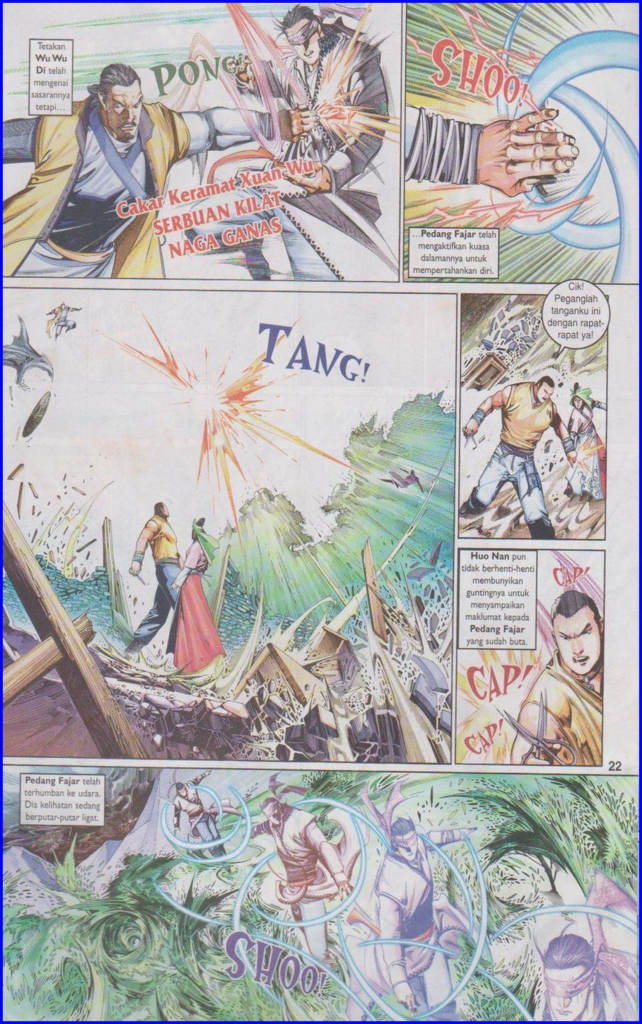 Tetakan
Wu Wu
Di telah
mengenai
sasarannya
tetapi...
PONG!
Cakar Keramat Xuan Wu
SERBUAN KILAT
NAGA GANAS
SHOO!
...Pedang Fajar telah
mengaktifkan kuasa
dalamannya untuk
mempertahankan diri.
TANG!
Cik!
Peganglah
tanganku ini
dengan rapat-
rapat ya!
Huo Nan pun
tidak berhenti-henti
membunyikan
guntingnya untuk
menyampaikan
maklumat kepada
Pedang Fajar
yang sudah buta.
CAP!
CAP!
CAP!
22
Pedang Fajar telah
terhumban ke udara.
Dia kelihatan sedang
berputar-putar ligat.
SHOO!